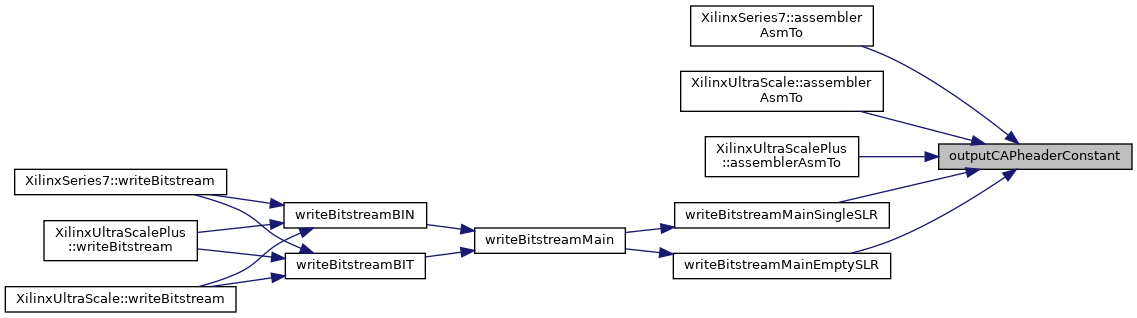 XilinxSeries7::assembler
AsmTo
XilinxUltraScale::assembler
AsmTo
XilinxUltraScalePlus
::assemblerAsmTo
outputCAPheaderConstant
XilinxSeries7::writeBitstream
writeBitstreamBIN
writeBitstreamMainSingleSLR
XilinxUltraScalePlus
::writeBitstream
writeBitstreamMain
writeBitstreamBIT
writeBitstreamMainEmptySLR
XilinxUltraScale::writeBitstream